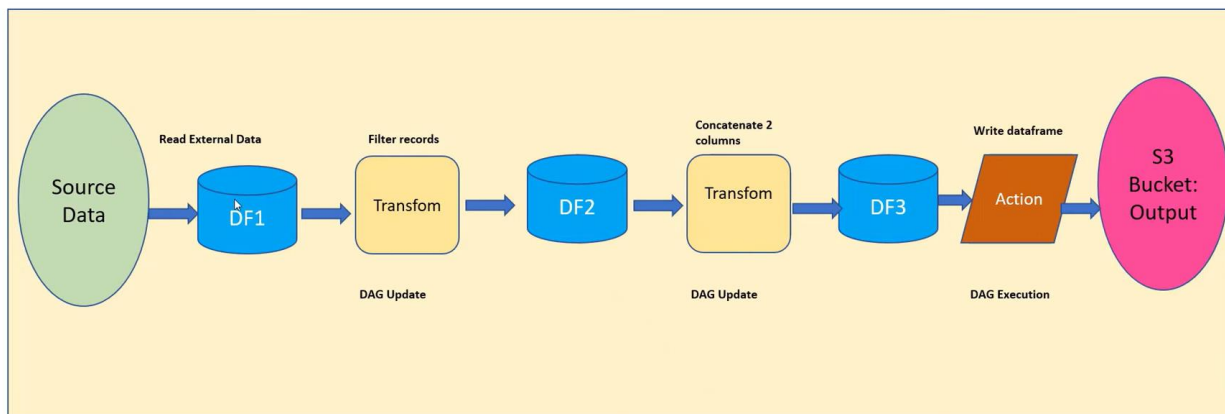 Source
Data
Read External Data
DF1
Filter records
Transfom
DAG Update
DF2
Concatenate 2
columns
Transfom
DAG Update
DF3
Write dataframe
Action
DAG Execution
S3
Bucket:
Output